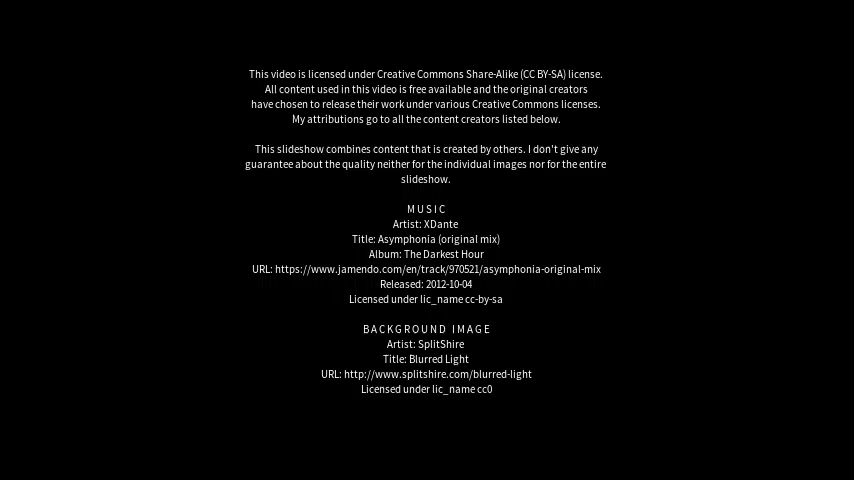 This video is licensed under Creative Commons Share-Alike (CC BY-SA) license.
All content used in this video is free available and the original creators
have chosen to release their work under various Creative Commons licenses.
My attributions go to all the content creators listed below.
This slideshow combines content that is created by others. I don't give any
guarantee about the quality neither for the individual images nor for the entire
slideshow.
MUSIC
Artist: XDante
Title: Asymphonia (original mix)
Album: The Darkest Hour
URL: https://www.jamendo.com/en/track/970521/asymphonia-original-mix
Released: 2012-10-04
Licensed under lic_name cc-by-sa
BACKGROUND IMAGE
Artist: SplitShire
Title: Blurred Light
URL: http://www.splitshire.com/blurred-light
Licensed under lic_name cc0